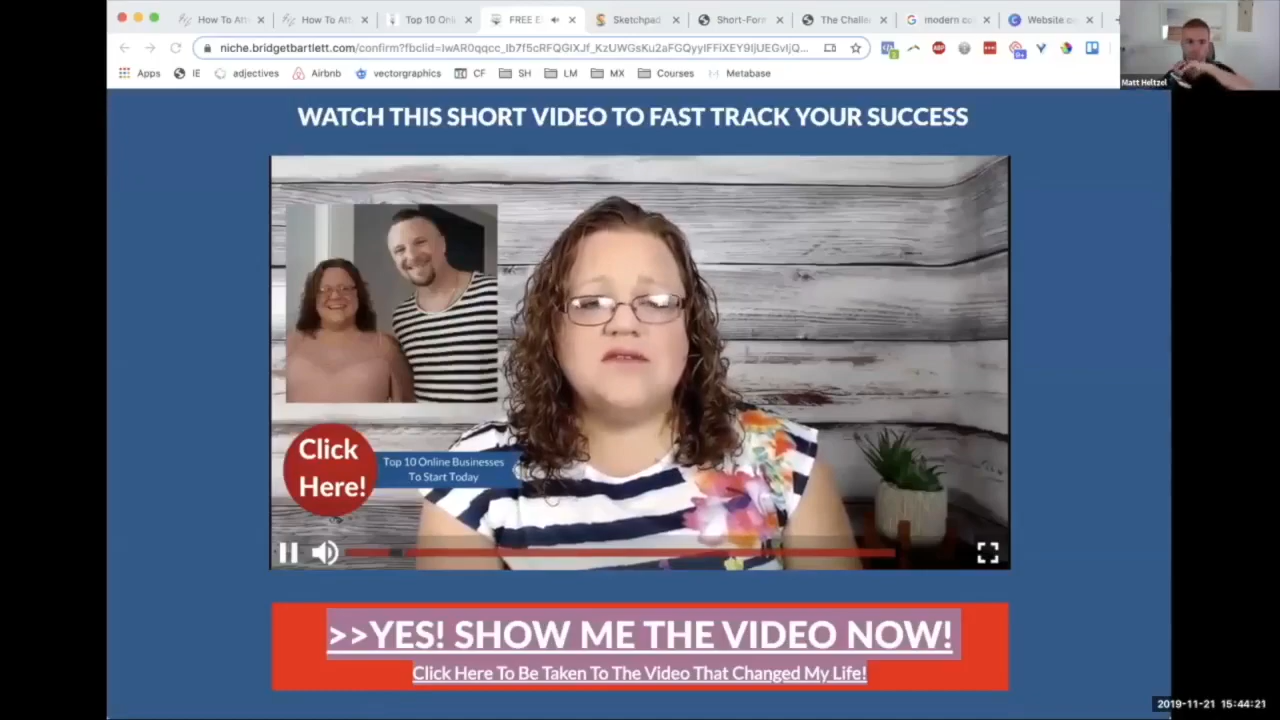 How To Att
How To Att
Top 10 Onli
FREE E
Sketchpad
Short-For
The Challe
modern co
Website.c
niche.bridgetbartlett.com/confirm?fbclid=IwAR0qqcc_Ib7f5cRFQGIXJf_KzUWGsKu2aFGQyyIFFiXEY9IIjUEGvIjQ...
Matt Heltzel
Apps
IE
adjectives
Airbnb
vectorgraphics
CF
SH
LM
MX
Courses
Metabase
WATCH THIS SHORT VIDEO TO FAST TRACK YOUR SUCCESS
Click
Here!
Top 10 Online Businesses
To Start Today
>>YES! SHOW ME THE VIDEO NOW!
Click Here To Be Taken To The Video That Changed My Life!
2019-11-21 15:44:21